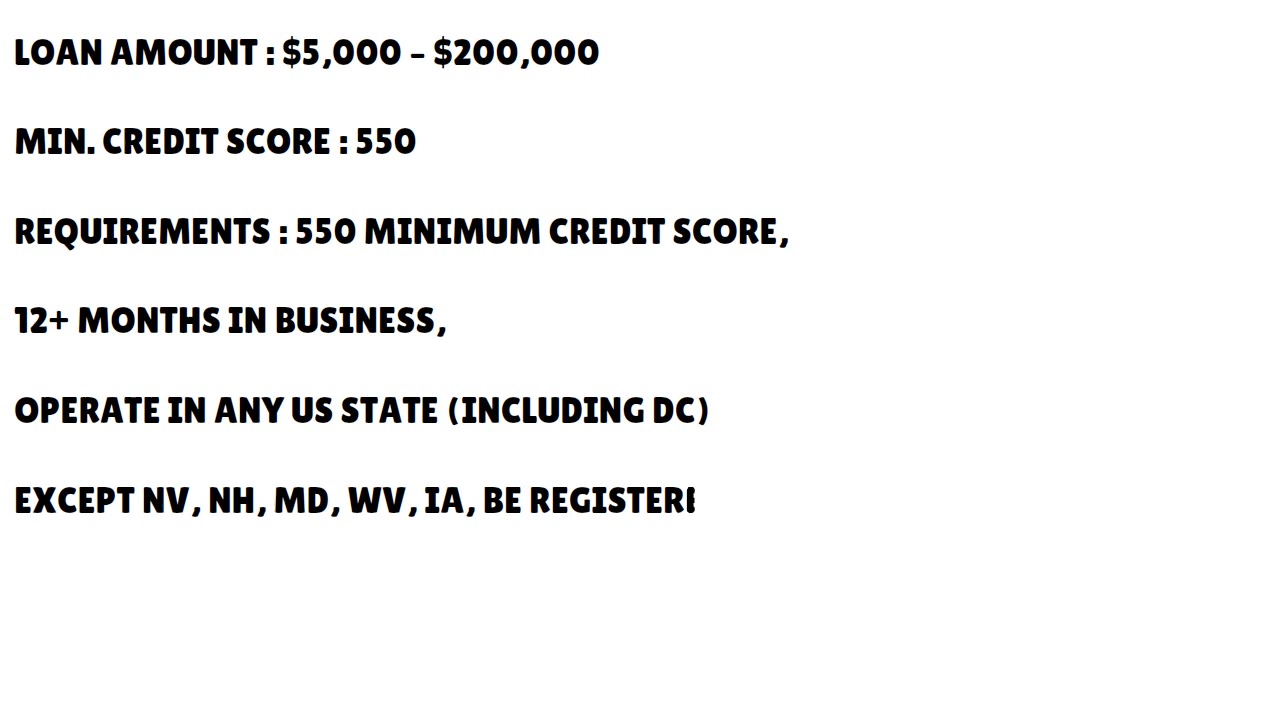 LOAN AMOUNT : $5,000 – $200,000
MIN. CREDIT SCORE : 550
REQUIREMENTS : 550 MINIMUM CREDIT SCORE,
12+ MONTHS IN BUSINESS,
OPERATE IN ANY US STATE (INCLUDING DC)
EXCEPT NV, NH, MD, WV, IA, BE